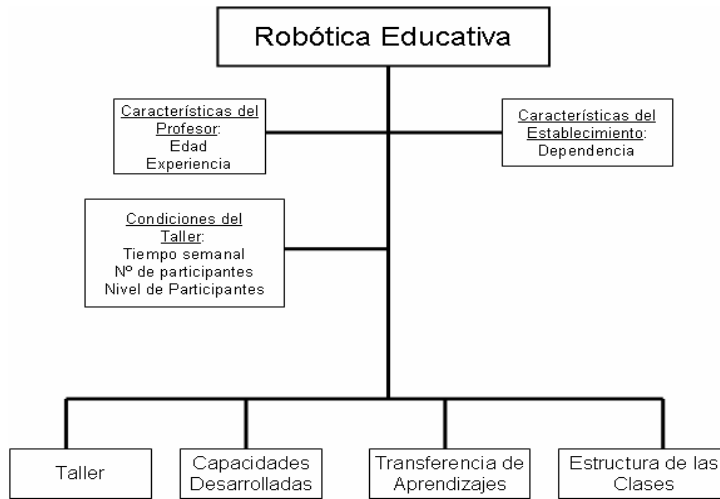 Robótica Educativa
Características del
Profesor:
Edad
Experiencia
Características del
Establecimiento:
Dependencia
Condiciones del
Taller:
Tiempo semanal
Nº de participantes
Nivel de Participantes
Taller
Capacidades
Desarrolladas
Transferencia de
Aprendizajes
Estructura de las
Clases